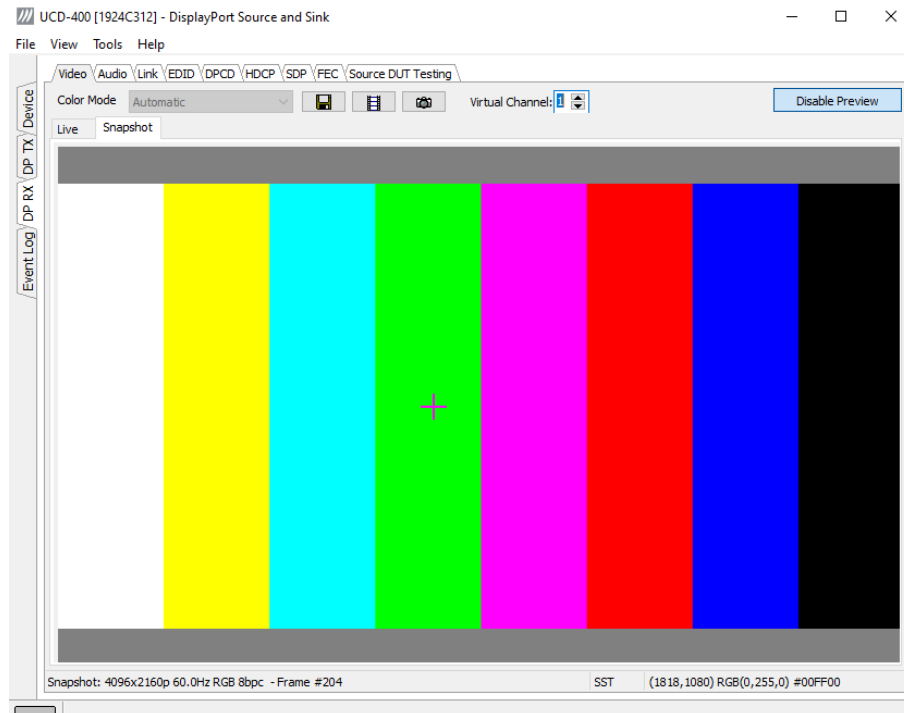 UCD-400 [1924C312] - DisplayPort Source and Sink
File View Tools Help
Video Audio Link EDID DPCD HDCP SDP FEC Source DUT Testing
Color Mode Automatic Virtual Channel: 1 Disable Preview
Live Snapshot
Device
DP TX
DP RX
Event Log
Snapshot: 4096x2160p 60.0Hz RGB 8bpc - Frame #204 SST (1818,1080) RGB(0,255,0) #00FF00